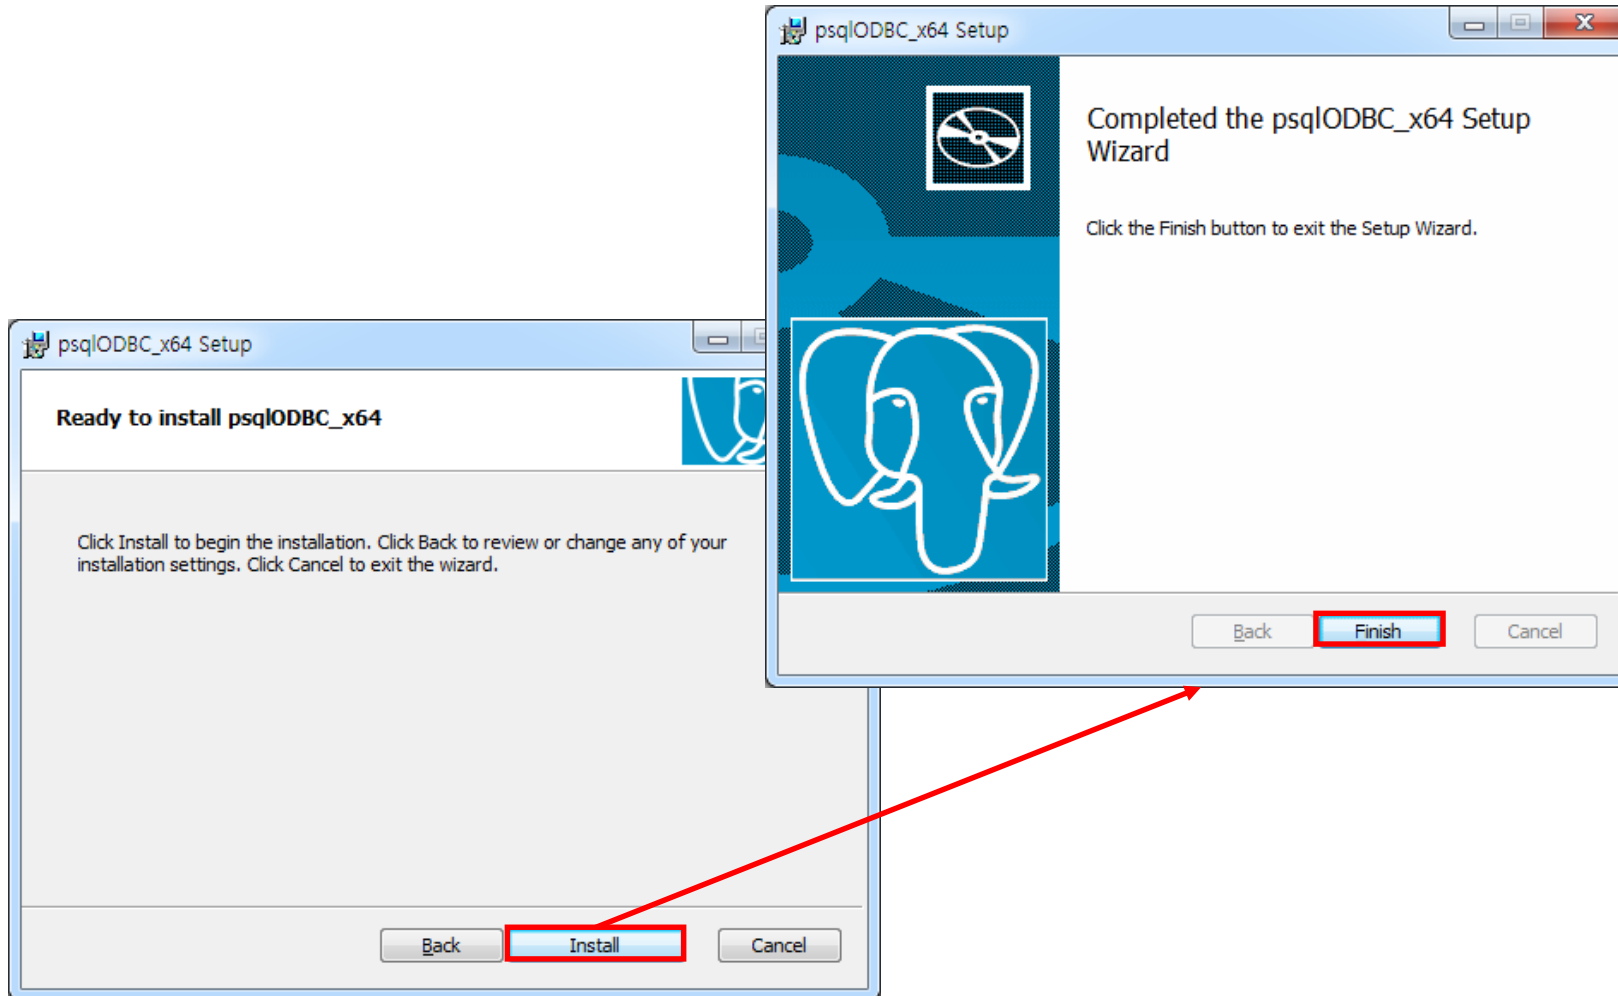 psqlODBC_x64 Setup
Completed the psqlODBC_x64 Setup
Wizard
Click the Finish button to exit the Setup Wizard.
Back
Finish
Cancel
psqlODBC_x64 Setup
Ready to install psqlODBC_x64
Click Install to begin the installation. Click Back to review or change any of your
installation settings. Click Cancel to exit the wizard.
Back
Install
Cancel